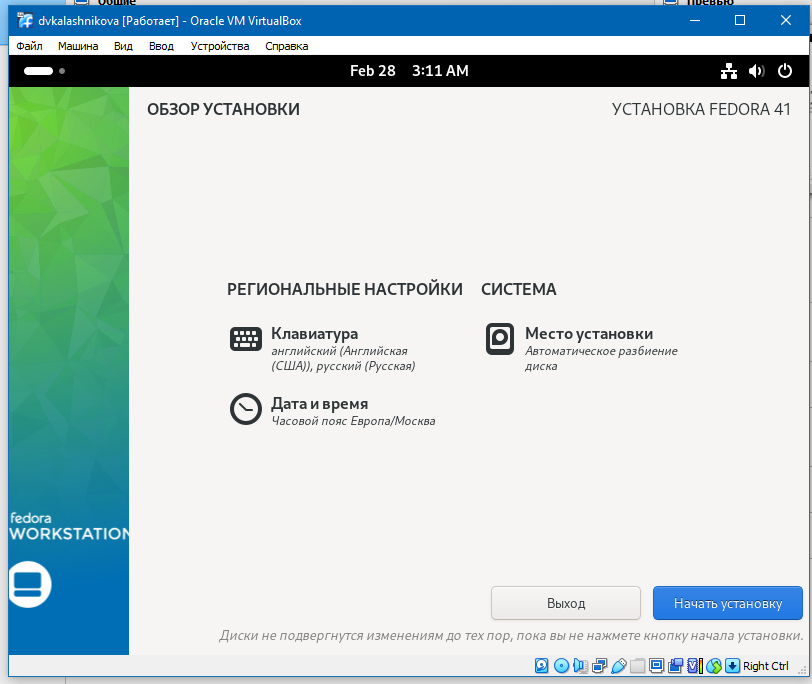 Общие
Превью
dvkalashnikova [Работает] - Oracle VM VirtualBox
Файл Машина Вид Ввод Устройства Справка
Feb 28 3:11 AM
ОБЗОР УСТАНОВКИ
УСТАНОВКА FEDORA 41
РЕГИОНАЛЬНЫЕ НАСТРОЙКИ
СИСТЕМА
Клавиатура
английский (Английская
(США)), русский (Русская)
Место установки
Автоматическое разбиение
диска
Дата и время
Часовой пояс Европа/Москва
fedora
WORKSTATION
Выход
Начать установку
Диски не подвергнутся изменениям до тех пор, пока вы не нажмете кнопку начала установки.
Right Ctrl